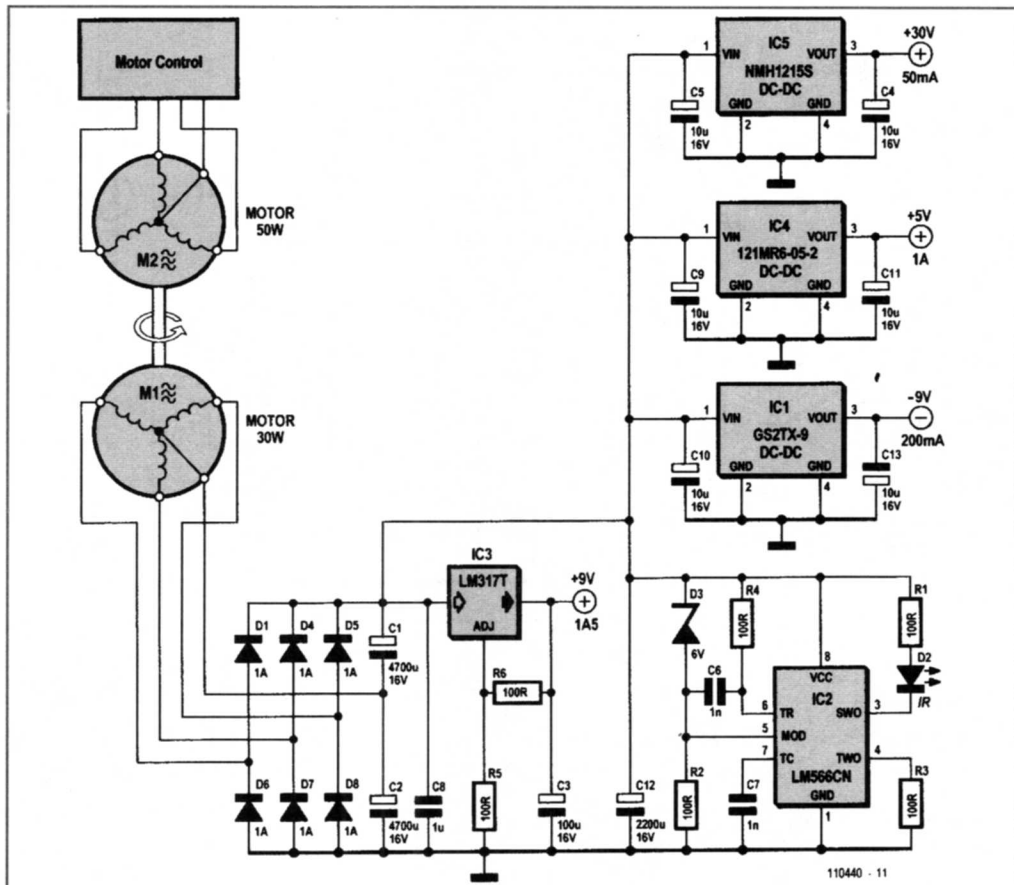 Motor Control
MOTOR
50W
M2
M1
MOTOR
30W
+30V
1
IC5
3
VIN
VOUT
NMH1215S
DC-DC
50mA
C5
C4
GND
GND
10u
16V
2
4
10u
16V
+5V
1
IC4
3
VIN
VOUT
121MR6-05-2
DC-DC
1A
C9
C11
GND
GND
10u
16V
2
4
10u
16V
-9V
1
IC1
3
VIN
VOUT
GS2TX-9
DC-DC
200mA
C10
C13
GND
GND
10u
16V
2
4
10u
16V
IC3
LM317T
ADJ
+9V
1A5
D1
D4
D5
C1
1A
1A
1A
4700u
16V
R6
100R
D6
D7
D8
C2
C8
R5
C3
C12
1A
1A
1A
4700u
16V
1u
100R
100u
16V
2200u
16V
D3
6V
R4
100R
R1
100R
C6
1n
D2
IR
8
VCC
IC2
6
TR
SWO
3
5
MOD
7
TC
TWO
4
LM566CN
GND
1
R2
100R
C7
1n
R3
100R
110440 - 11